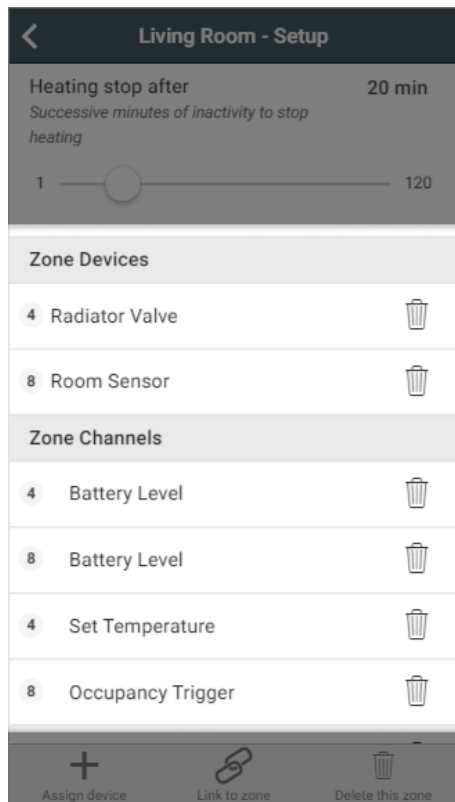 Living Room - Setup
Heating stop after 20 min
Successive minutes of inactivity to stop
heating
1 120
Zone Devices
4 Radiator Valve
8 Room Sensor
Zone Channels
4 Battery Level
8 Battery Level
4 Set Temperature
8 Occupancy Trigger
Assign device Link to zone Delete this zone